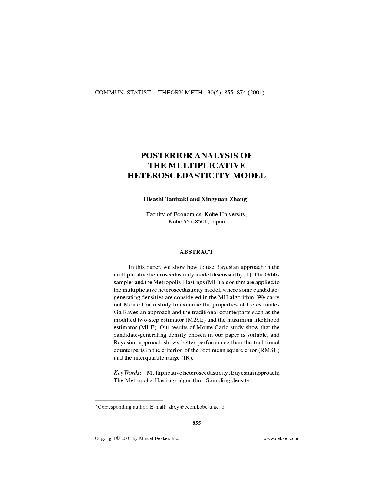 COMMUN. STATIST.—THEORY METH., 30(5), 855–874 (2001)
POSTERIOR ANALYSIS OF
THE MULTIPLICATIVE
HETEROSCEDASTICITY MODEL
Hisashi Tanizaki and Xingyuan Zhang
Faculty of Economics, Kobe University,
Kobe 657-8501, Japan
ABSTRACT
In this paper, we show how to use Bayesian approach in the
multiplicative heteroscedasticity model discussed by
sampler and the Metropolis-Hastings (MH) algorithm are applied to
the multiplicative heteroscedasticity model, where some candidate-
generating densities are considered in the MH algorithm. We carry
out Monte Carlo study to examine the properties of the estimates
via Bayesian approach and the traditional counterparts such as the
modified two-step estimator (M2SE) and the maximum likelihood
estimator (MLE). Our results of Monte Carlo study show that the
candidate-generating density chosen in our paper is suitable, and
Bayesian approach shows better performance than the traditional
counterparts in the criterion of the root mean square error (RMSE)
and the interquartile range (IR).
Key Words: Multiplicative heteroscedasticity; Bayesian approach;
The Metropolis-Hastings algorithm; Sampling density
*Corresponding author. E-mail:
855
Copyright © 2001 by Marcel Dekker, Inc.
www.dekker.com